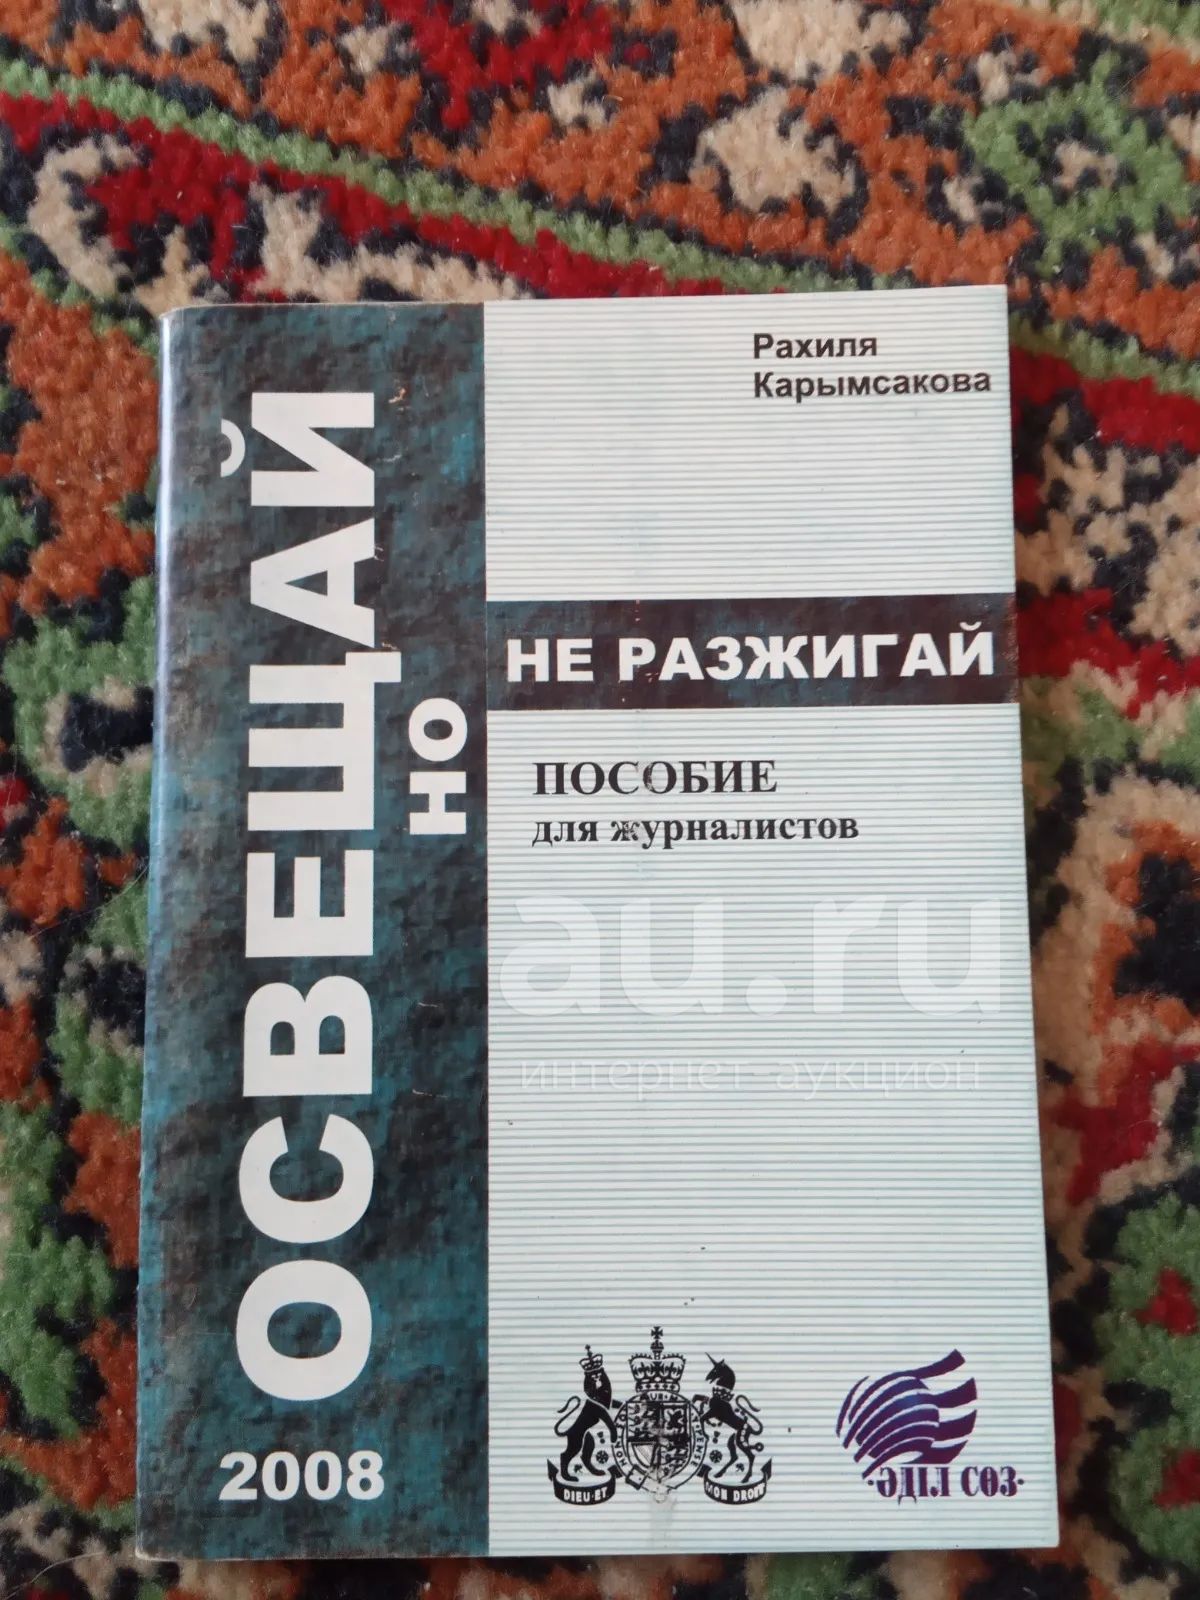 Рахиля
Карымсакова
ОСВЕЩАЙ
НО
НЕ РАЗЖИГАЙ
ПОСОБИЕ
для журналистов
au.ru
интернет-аукцион
DIEU·ET MON DROIT
·ӘДІЛ СӨЗ·
2008